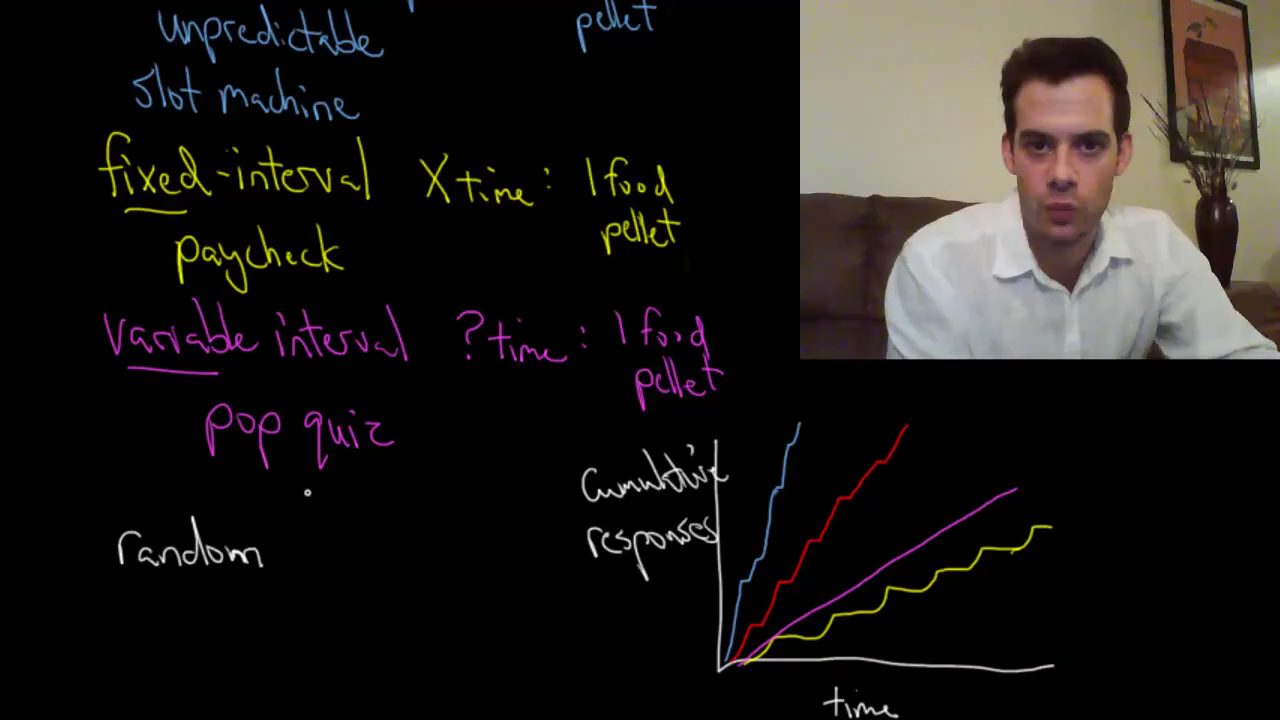 unpredictable
pellet
slot machine
fixed-interval X time: 1 food
pellet
paycheck
variable interval ? time: 1 food
pellet
pop quiz
cumulative
responses
random
time